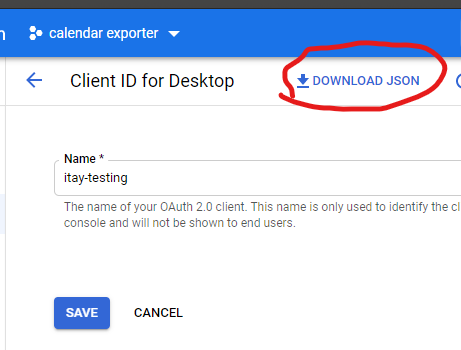 calendar exporter
Client ID for Desktop
DOWNLOAD JSON
Name *
itay-testing
The name of your OAuth 2.0 client. This name is only used to identify the cl
console and will not be shown to end users.
SAVE
CANCEL